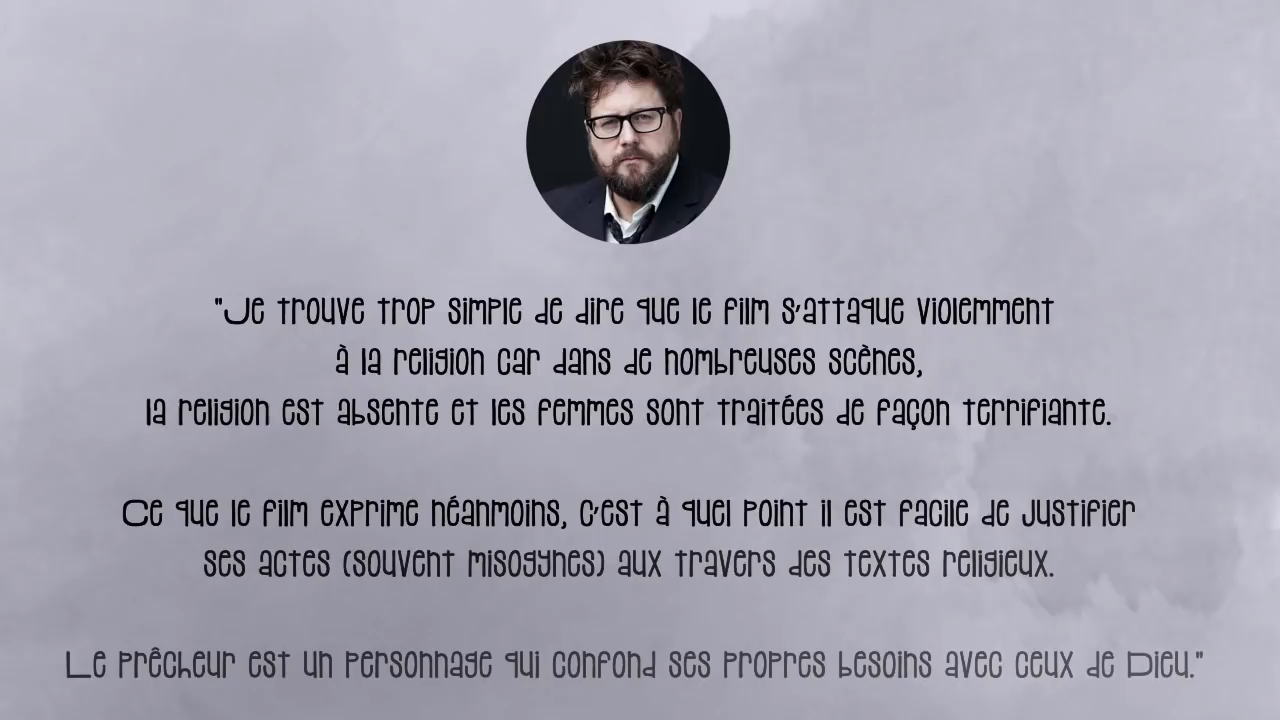 "Je trouve trop simple de dire que le film s'attaque violemment
à la religion car dans de nombreuses scènes,
la religion est absente et les femmes sont traitées de façon terrifiante.
Ce que le film exprime néanmoins, c'est à quel point il est facile de justifier
ses actes (souvent misogynes) aux travers des textes religieux.
Le prêcheur est un personnage qui confond ses propres besoins avec ceux de Dieu."